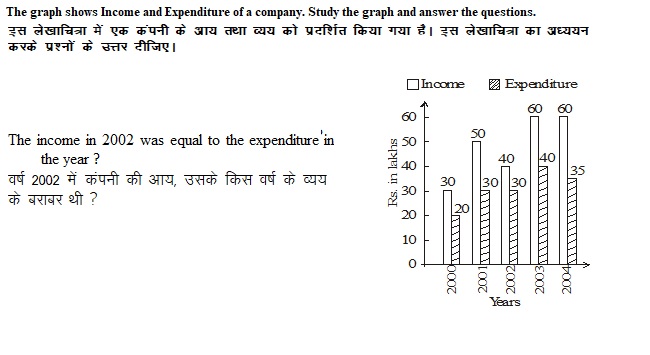 The graph shows Income and Expenditure of a company. Study the graph and answer the questions.
इस लेखाचित्रा में एक कंपनी के आय तथा व्यय को प्रदर्शित किया गया है। इस लेखाचित्रा का अध्ययन
करके प्रश्नों के उत्तर दीजिए।
Income Expenditure
The income in 2002 was equal to the expenditure'in
the year ?
वर्ष 2002 में कंपनी की आय, उसके किस वर्ष के व्यय
के बराबर थी ?
Rs. in lakhs
60
50
40
30
20
10
0
30 20
50 30
40 30
60 40
60 35
2000 2001 2002 2003 2004
Years